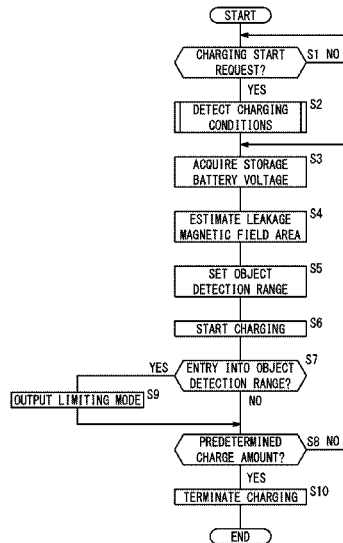 START
CHARGING START
REQUEST?
S1 NO
YES
DETECT CHARGING
CONDITIONS
S2
ACQUIRE STORAGE
BATTERY VOLTAGE
S3
ESTIMATE LEAKAGE
MAGNETIC FIELD AREA
S4
SET OBJECT
DETECTION RANGE
S5
START CHARGING
S6
YES
ENTRY INTO OBJECT
DETECTION RANGE?
S7
OUTPUT LIMITING MODE
S9
NO
PREDETERMINED
CHARGE AMOUNT?
S8 NO
YES
TERMINATE CHARGING
S10
END